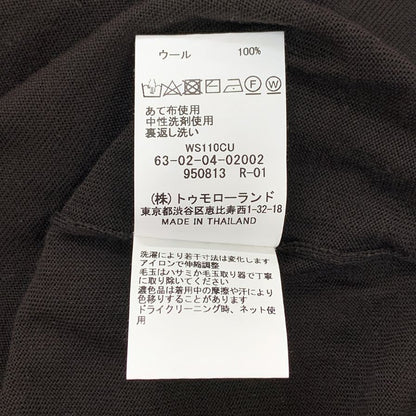 ウール 100%
F W
あて布使用
中性洗剤使用
裏返し洗い
WS110CU
63-02-04-02002
950813 R-01
(株)トゥモローランド
東京都渋谷区恵比寿西1-32-18
MADE IN THAILAND
洗濯により若干寸法は変化します
アイロンで伸縮調整
毛玉はハサミか毛玉取り器で丁寧
に取り除いてください
濃色品は着用中の摩擦や汗により
色移りすることがあります
ドライクリーニング時、ネット使
用